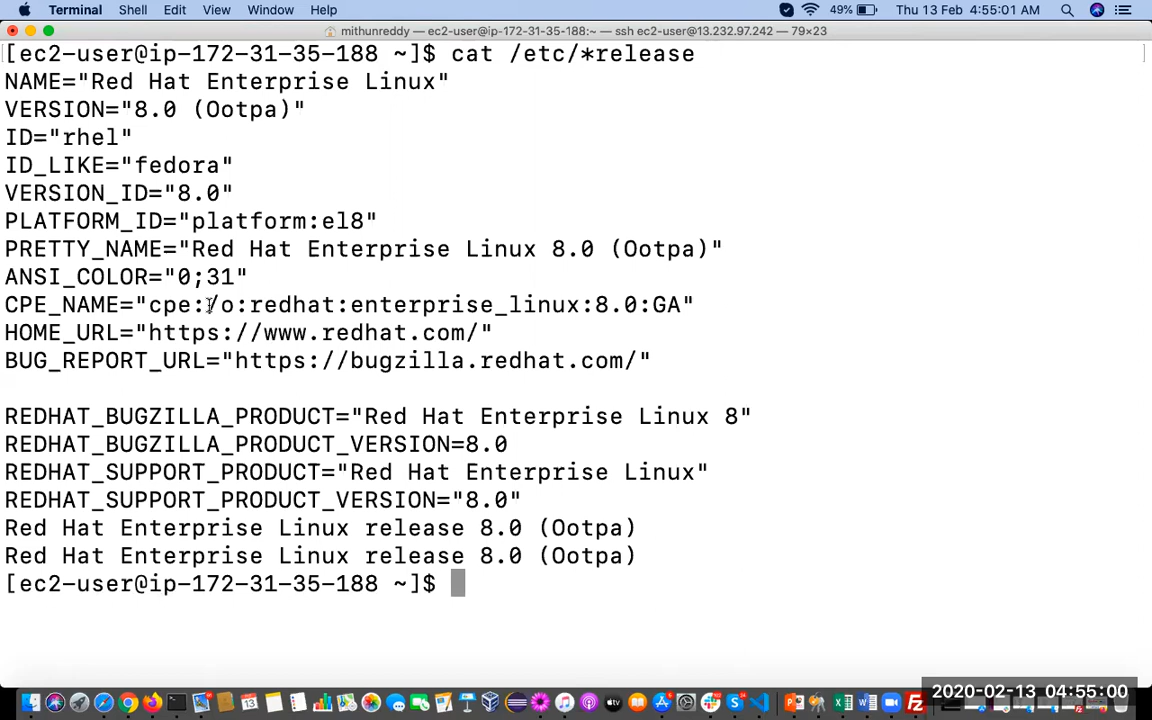 Terminal Shell Edit View Window Help 49% Thu 13 Feb 4:55:01 AM
mithunreddy — ec2-user@ip-172-31-35-188:~ — ssh ec2-user@13.232.97.242 — 79×23
[ec2-user@ip-172-31-35-188 ~]$ cat /etc/*release
NAME="Red Hat Enterprise Linux"
VERSION="8.0 (Ootpa)"
ID="rhel"
ID_LIKE="fedora"
VERSION_ID="8.0"
PLATFORM_ID="platform:el8"
PRETTY_NAME="Red Hat Enterprise Linux 8.0 (Ootpa)"
ANSI_COLOR="0;31"
CPE_NAME="cpe:/o:redhat:enterprise_linux:8.0:GA"
HOME_URL="https://www.redhat.com/"
BUG_REPORT_URL="https://bugzilla.redhat.com/"
REDHAT_BUGZILLA_PRODUCT="Red Hat Enterprise Linux 8"
REDHAT_BUGZILLA_PRODUCT_VERSION=8.0
REDHAT_SUPPORT_PRODUCT="Red Hat Enterprise Linux"
REDHAT_SUPPORT_PRODUCT_VERSION="8.0"
Red Hat Enterprise Linux release 8.0 (Ootpa)
Red Hat Enterprise Linux release 8.0 (Ootpa)
[ec2-user@ip-172-31-35-188 ~]$
2020-02-13 04:55:00